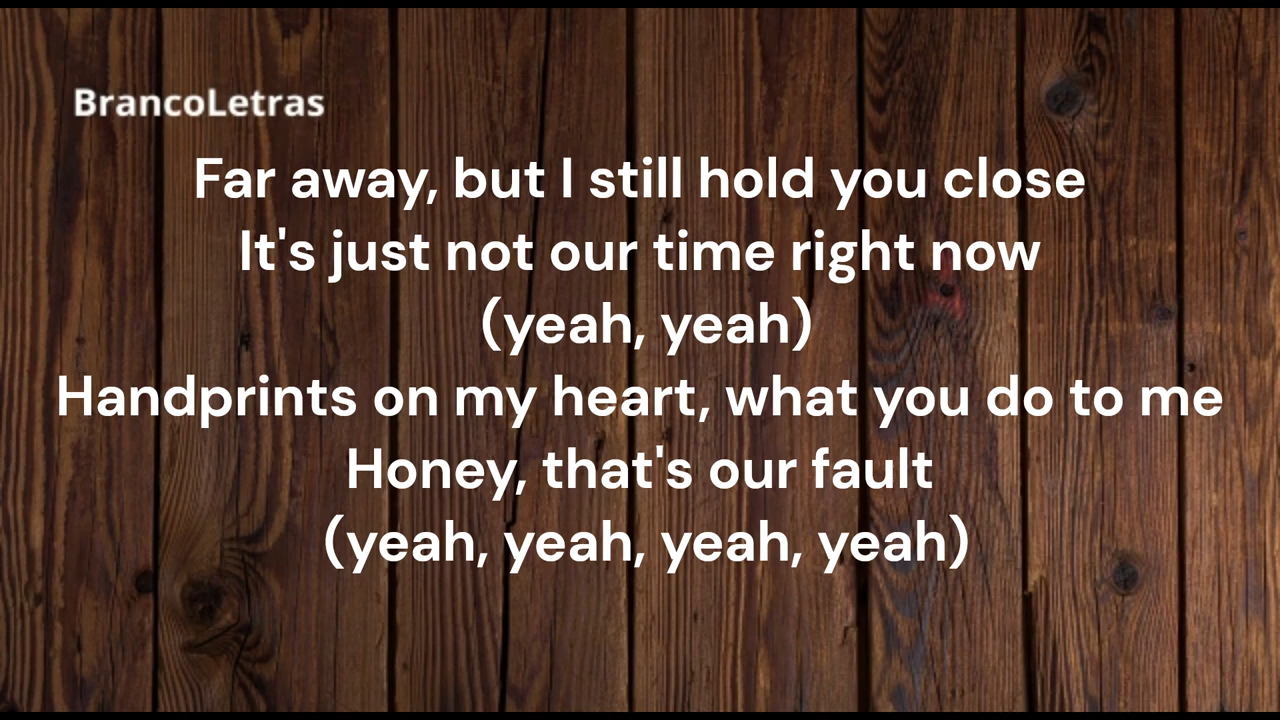 BrancoLetras
Far away, but I still hold you close
It's just not our time right now
(yeah, yeah)
Handprints on my heart, what you do to me
Honey, that's our fault
(yeah, yeah, yeah, yeah)